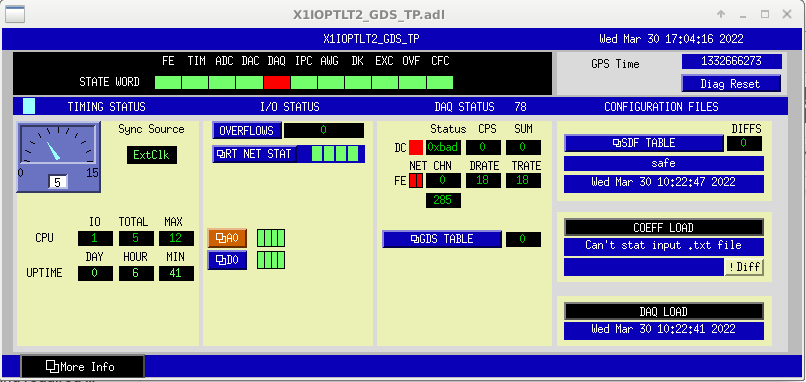 X1IOPTLT2_GDS_TP.adl
X1IOPTLT2_GDS_TP Wed Mar 30 17:04:16 2022
FE TIM ADC DAC DAQ IPC AWG DK EXC OVF CFC
STATE WORD
GPS Time 1332666273
Diag Reset
TIMING STATUS I/O STATUS DAQ STATUS 78 CONFIGURATION FILES
Sync Source
ExtClk
0 15
5
IO TOTAL MAX
CPU 1 5 12
DAY HOUR MIN
UPTIME 0 6 41
OVERFLOWS 0
RT NET STAT
A0
D0
Status CPS SUM
DC 0xbad 0 0
NET CHN DRATE TRATE
FE 0 18 18
285
GDS TABLE 0
DIFFS
SDF TABLE 0
safe
Wed Mar 30 10:22:47 2022
COEFF LOAD
Can't stat input .txt file
!Diff
DAQ LOAD
Wed Mar 30 10:22:41 2022
More Info